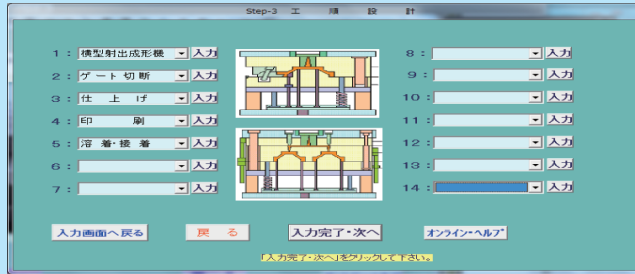 Step-3 工 順 設 計
1 : 横型射出成形機 入力
2 : ゲート切断 入力
3 : 仕 上 げ 入力
4 : 印 刷 入力
5 : 溶着・接着 入力
6 : 入力
7 : 入力
8 : 入力
9 : 入力
10 : 入力
11 : 入力
12 : 入力
13 : 入力
14 : 入力
入力画面へ戻る 戻 る 入力完了・次へ オンライン・ヘルプ
「入力完了・次へ」をクリックして下さい。